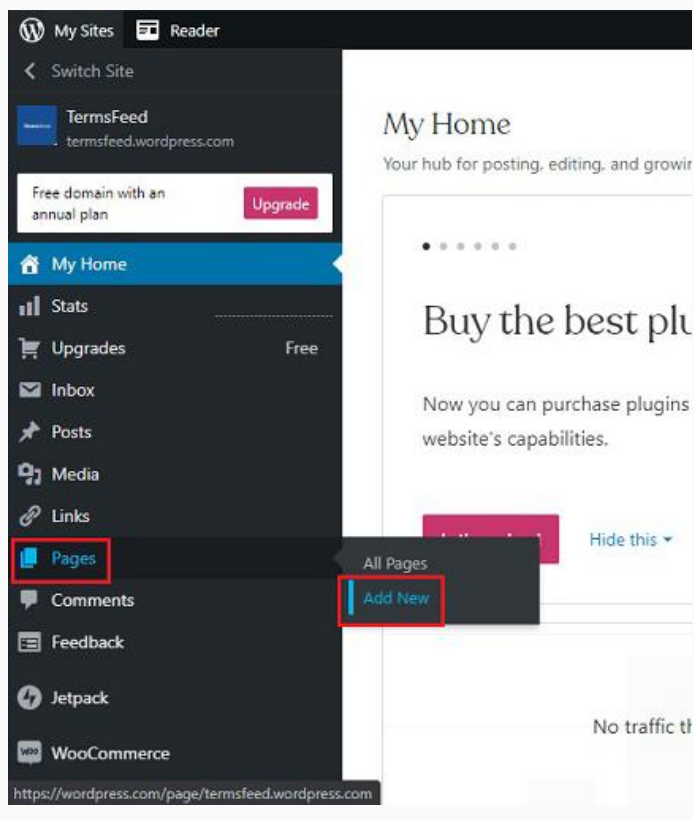 My Sites Reader
Switch Site
TermsFeed
termsfeed.wordpress.com
Free domain with an
annual plan
Upgrade
My Home
Stats
Upgrades Free
Inbox
Posts
Media
Links
Pages
Comments
Feedback
Jetpack
WooCommerce
https://wordpress.com/page/termsfeed.wordpress.com
All Pages
Add New
My Home
Your hub for posting, editing, and
Buy the best
Now you can purchase plugins
website's capabilities.
Hide this
No traffic